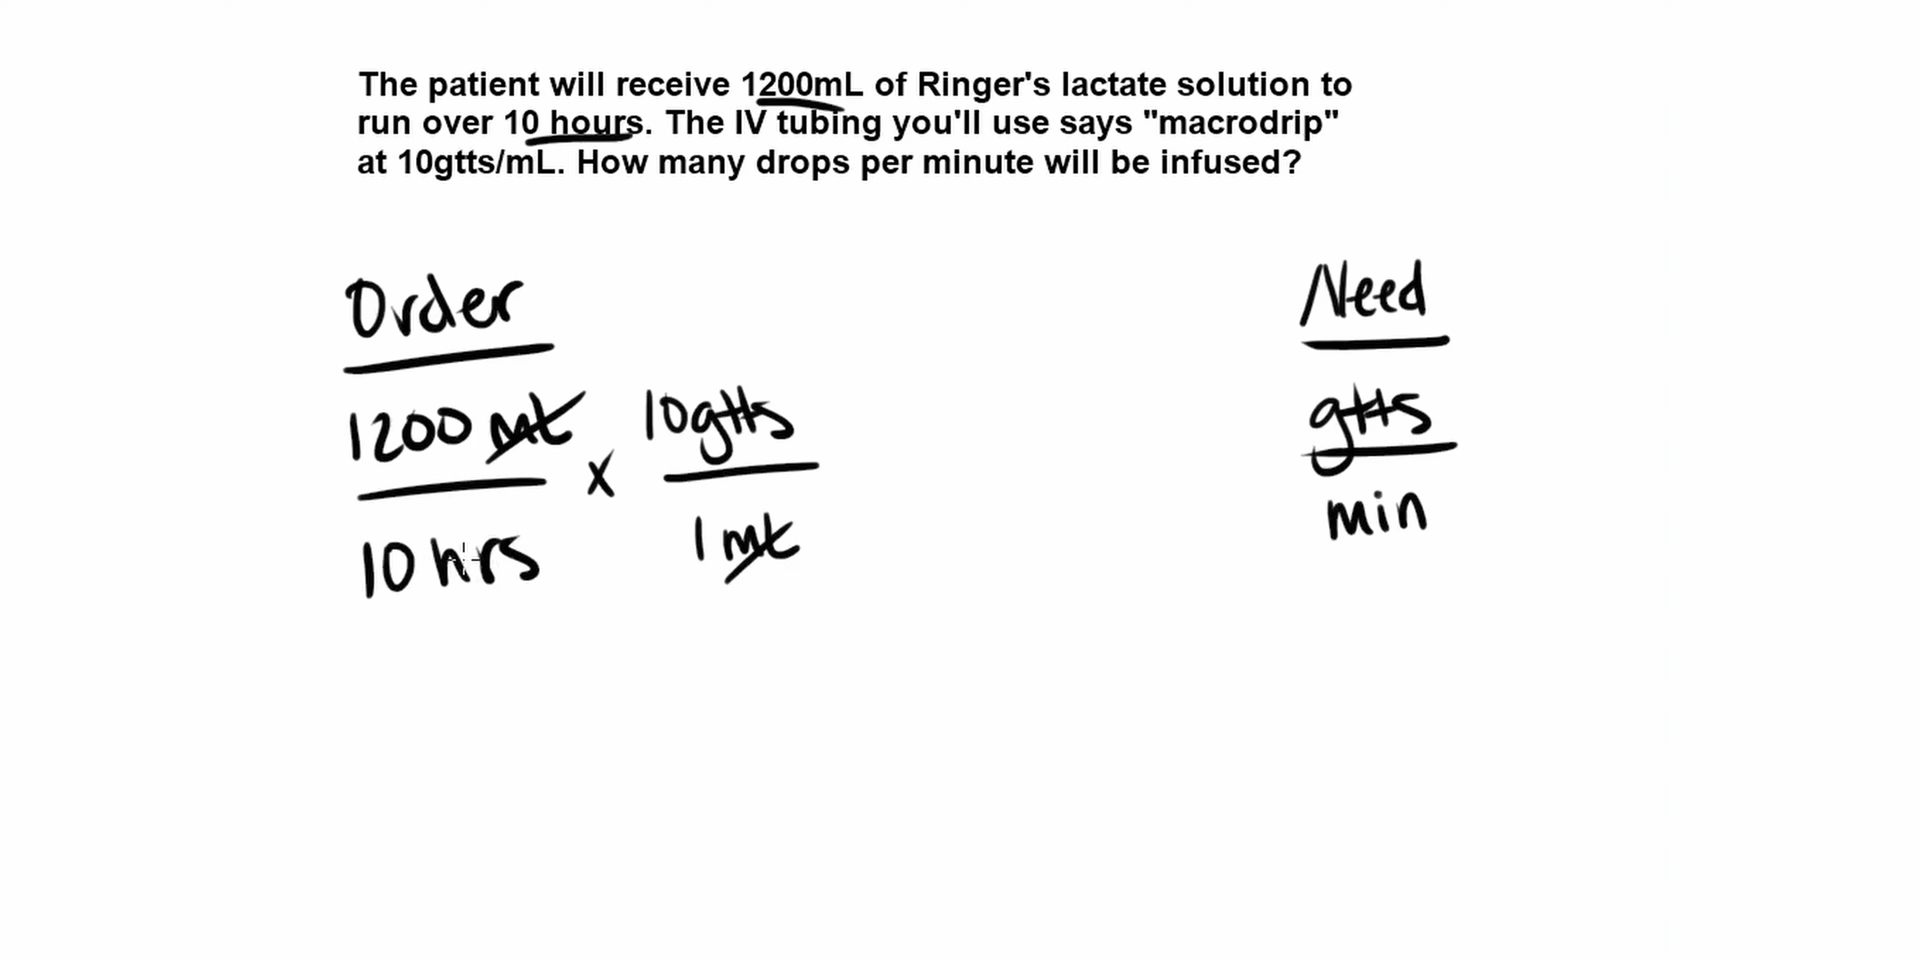 The patient will receive 1200mL of Ringer's lactate solution to
run over 10 hours. The IV tubing you'll use says "macrodrip"
at 10gtts/mL. How many drops per minute will be infused?
Order
Need
1200 mL
x
10gtts
gtts
10 hrs
1 mL
min